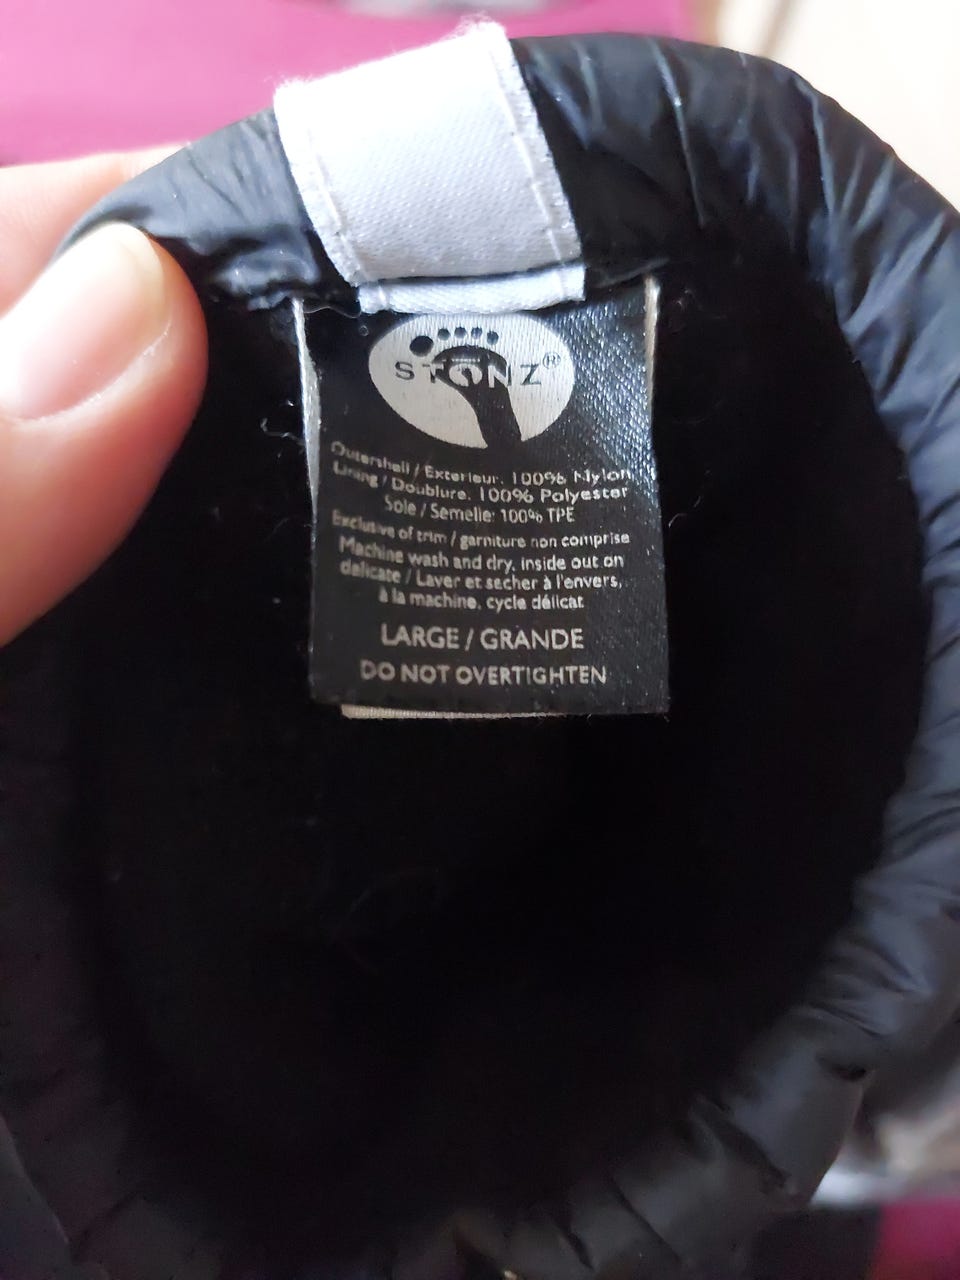 STONZ®
Outershell / Exterieur: 100% Nylon
Lining / Doublure: 100% Polyester
Sole / Semelle: 100% TPE
Exclusive of trim / garniture non comprise
Machine wash and dry, inside out on
delicate / Laver et secher à l'envers,
à la machine, cycle délicat
LARGE / GRANDE
DO NOT OVERTIGHTEN